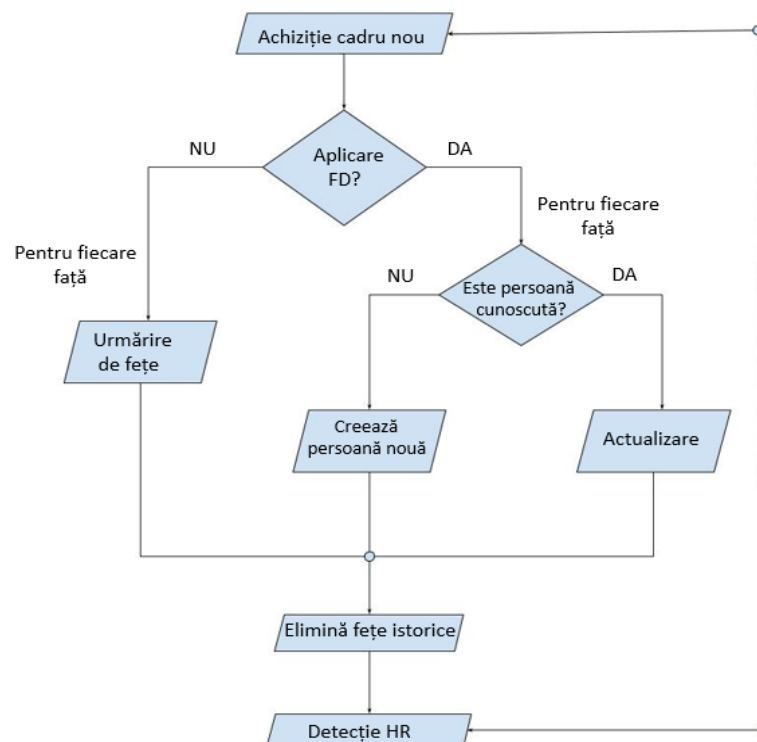 Achiziție cadru nou
NU
Aplicare
FD?
DA
Pentru fiecare
față
Pentru fiecare
față
NU
Este persoană
cunoscută?
DA
Urmărire
de fețe
Creează
persoană nouă
Actualizare
Elimină fețe istorice
Detecție HR